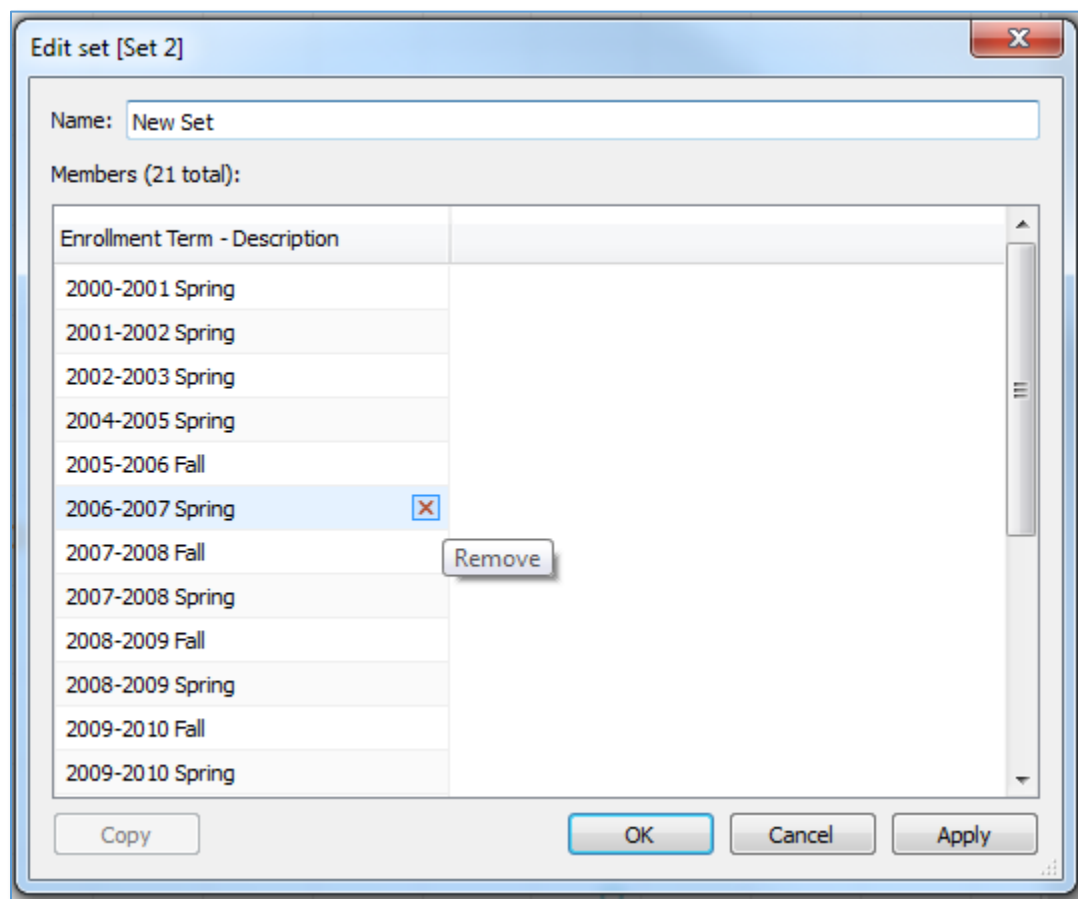 Edit set [Set 2]
Name: New Set
Members (21 total):
Enrollment Term - Description
2000-2001 Spring
2001-2002 Spring
2002-2003 Spring
2004-2005 Spring
2005-2006 Fall
2006-2007 Spring
2007-2008 Fall
Remove
2007-2008 Spring
2008-2009 Fall
2008-2009 Spring
2009-2010 Fall
2009-2010 Spring
Copy OK Cancel Apply